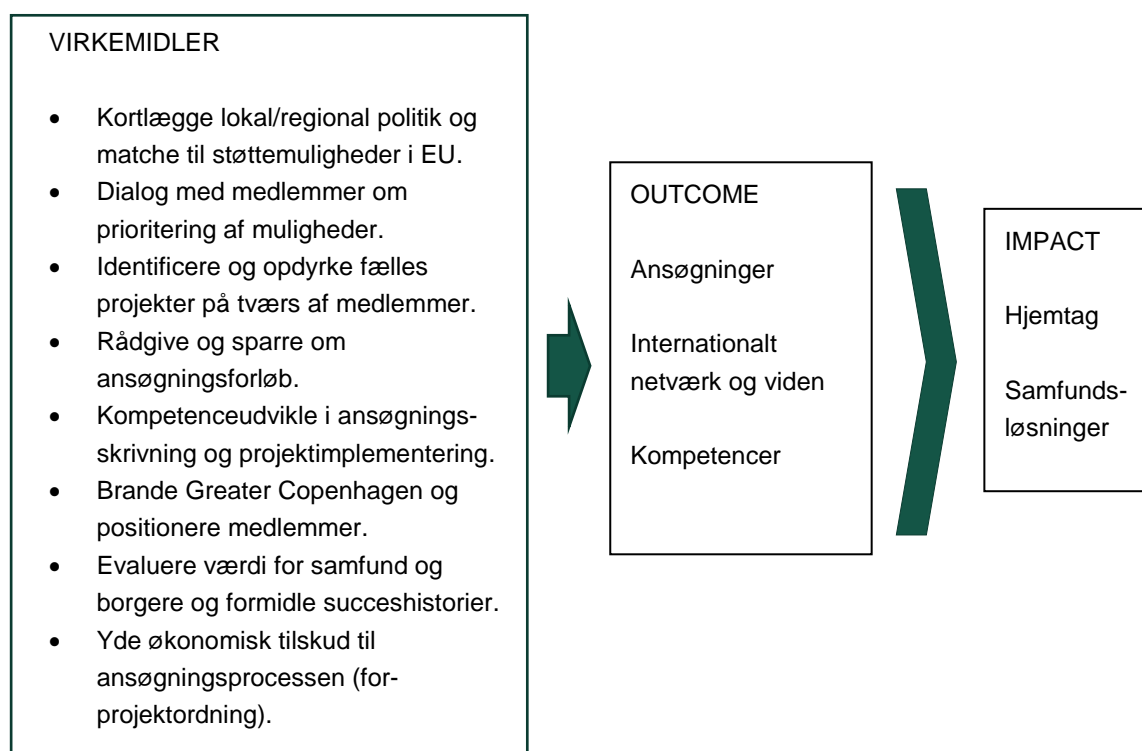 VIRKEMIDLER
• Kortlægge lokal/regional politik og
matche til støttemuligheder i EU.
• Dialog med medlemmer om
prioritering af muligheder.
• Identificere og opdyrke fælles
projekter på tværs af medlemmer.
• Rådgive og sparre om
ansøgningsforløb.
• Kompetenceudvikle i ansøgnings-
skrivning og projektimplementering.
• Brande Greater Copenhagen og
positionere medlemmer.
• Evaluere værdi for samfund og
borgere og formidle succeshistorier.
• Yde økonomisk tilskud til
ansøgningsprocessen (for-
projektordning).
OUTCOME
Ansøgninger
Internationalt
netværk og viden
Kompetencer
IMPACT
Hjemtag
Samfunds-
løsninger